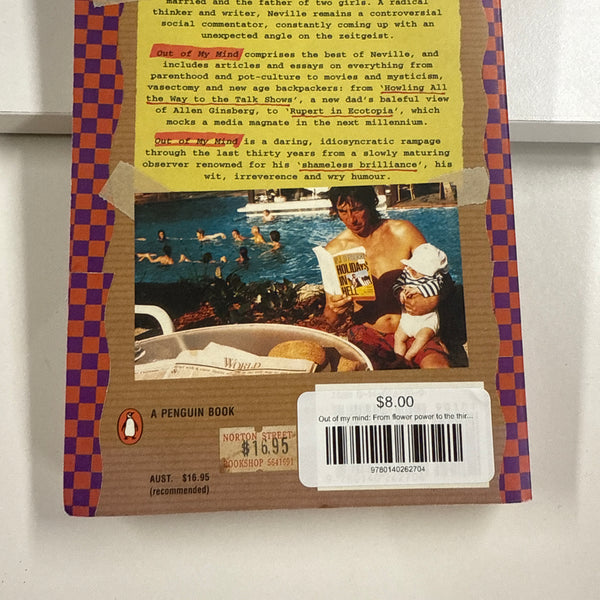 married and the father of two girls. A radical
thinker and writer, Neville remains a controversial
social commentator, constantly coming up with an
unexpected angle on the zeitgeist.
Out of My Mind comprises the best of Neville, and
includes articles and essays on everything from
parenthood and pot-culture to movies and mysticism,
vasectomy and new age backpackers: from 'Howling All
the Way to the Talk Shows', a new dad's baleful view
of Allen Ginsberg, to 'Rupert in Ecotopia', which
mocks a media magnate in the next millennium.
Out of My Mind is a daring, idiosyncratic rampage
through the last thirty years from a slowly maturing
observer renowned for his 'shameless brilliance', his
wit, irreverence and wry humour.
HOLIDAYS
IN
HELL
WORLD
A PENGUIN BOOK
NORTON STREET
$16.95
BOOKSHOP 5641691
AUST. $16.95
(recommended)
$8.00
Out of my mind: From flower power to the thir...
9780140262704